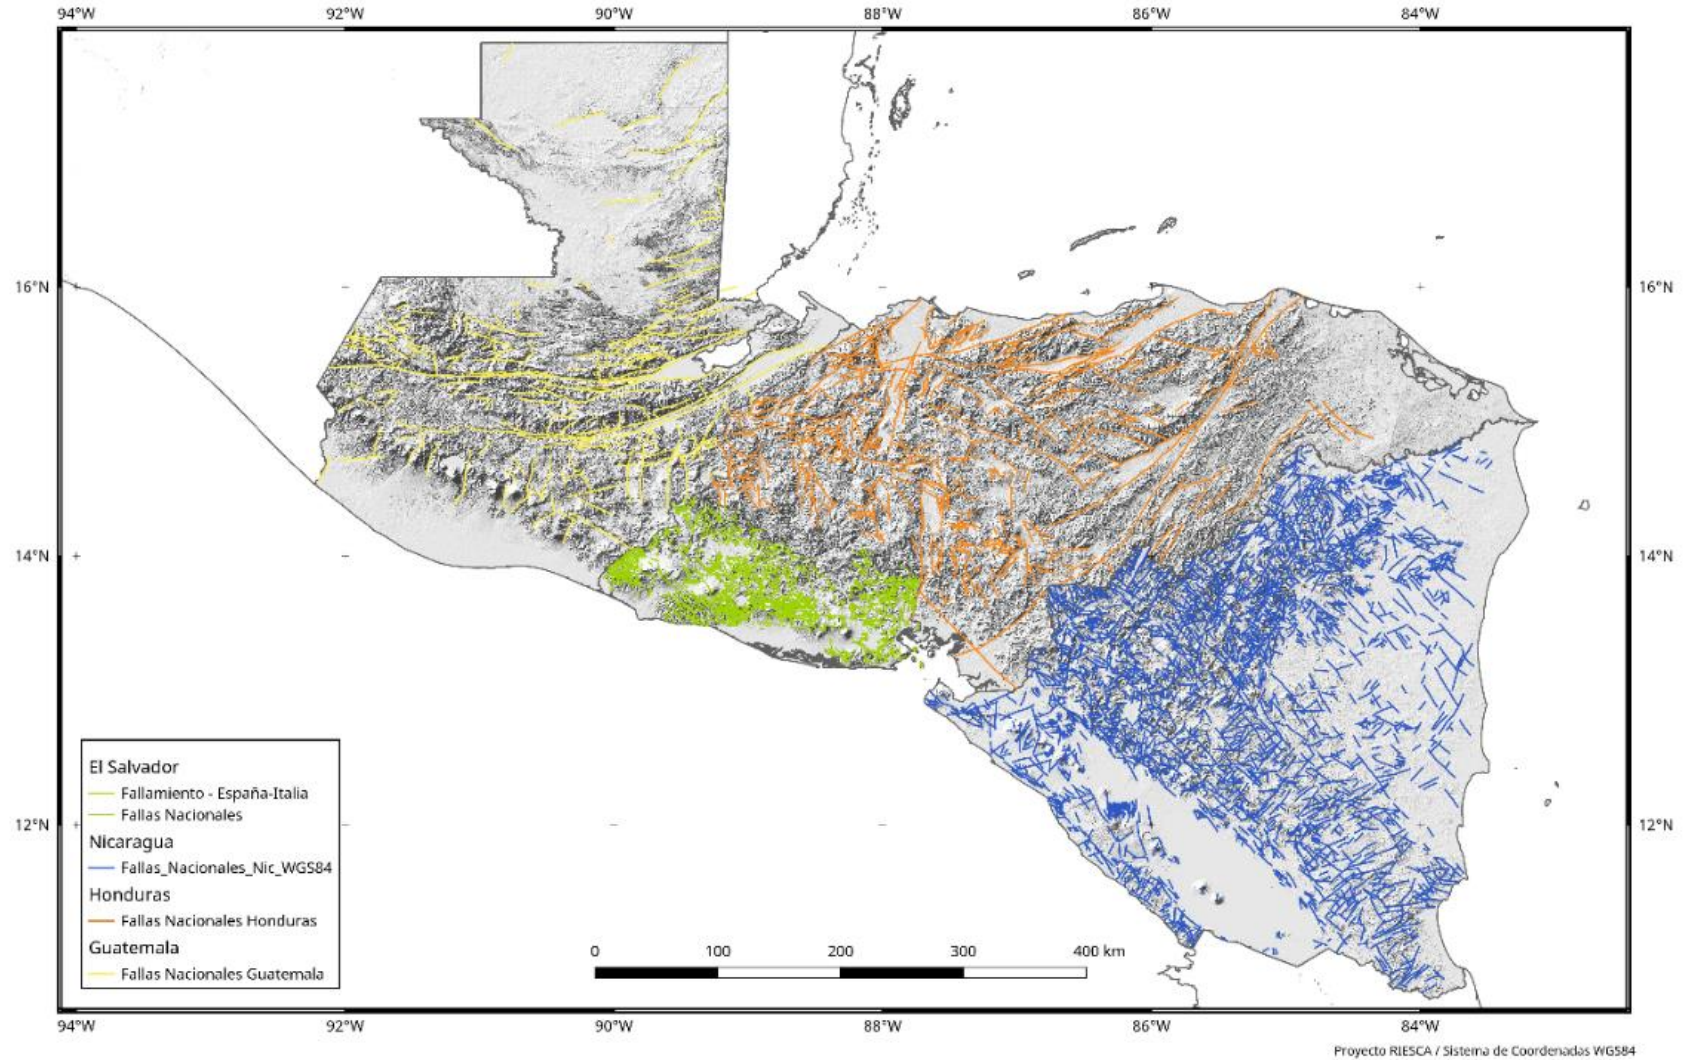 94°W 92°W 90°W 88°W 86°W 84°W
16°N 16°N
14°N 14°N
12°N 12°N
El Salvador
Fallamiento - España-Italia
Fallas Nacionales
Nicaragua
Fallas_Nacionales_Nic_WGS84
Honduras
Fallas Nacionales Honduras
Guatemala
Fallas Nacionales Guatemala
0 100 200 300 400 km
94°W 92°W 90°W 88°W 86°W 84°W
Proyecto RIESCA / Sistema de Coordenadas WGS84